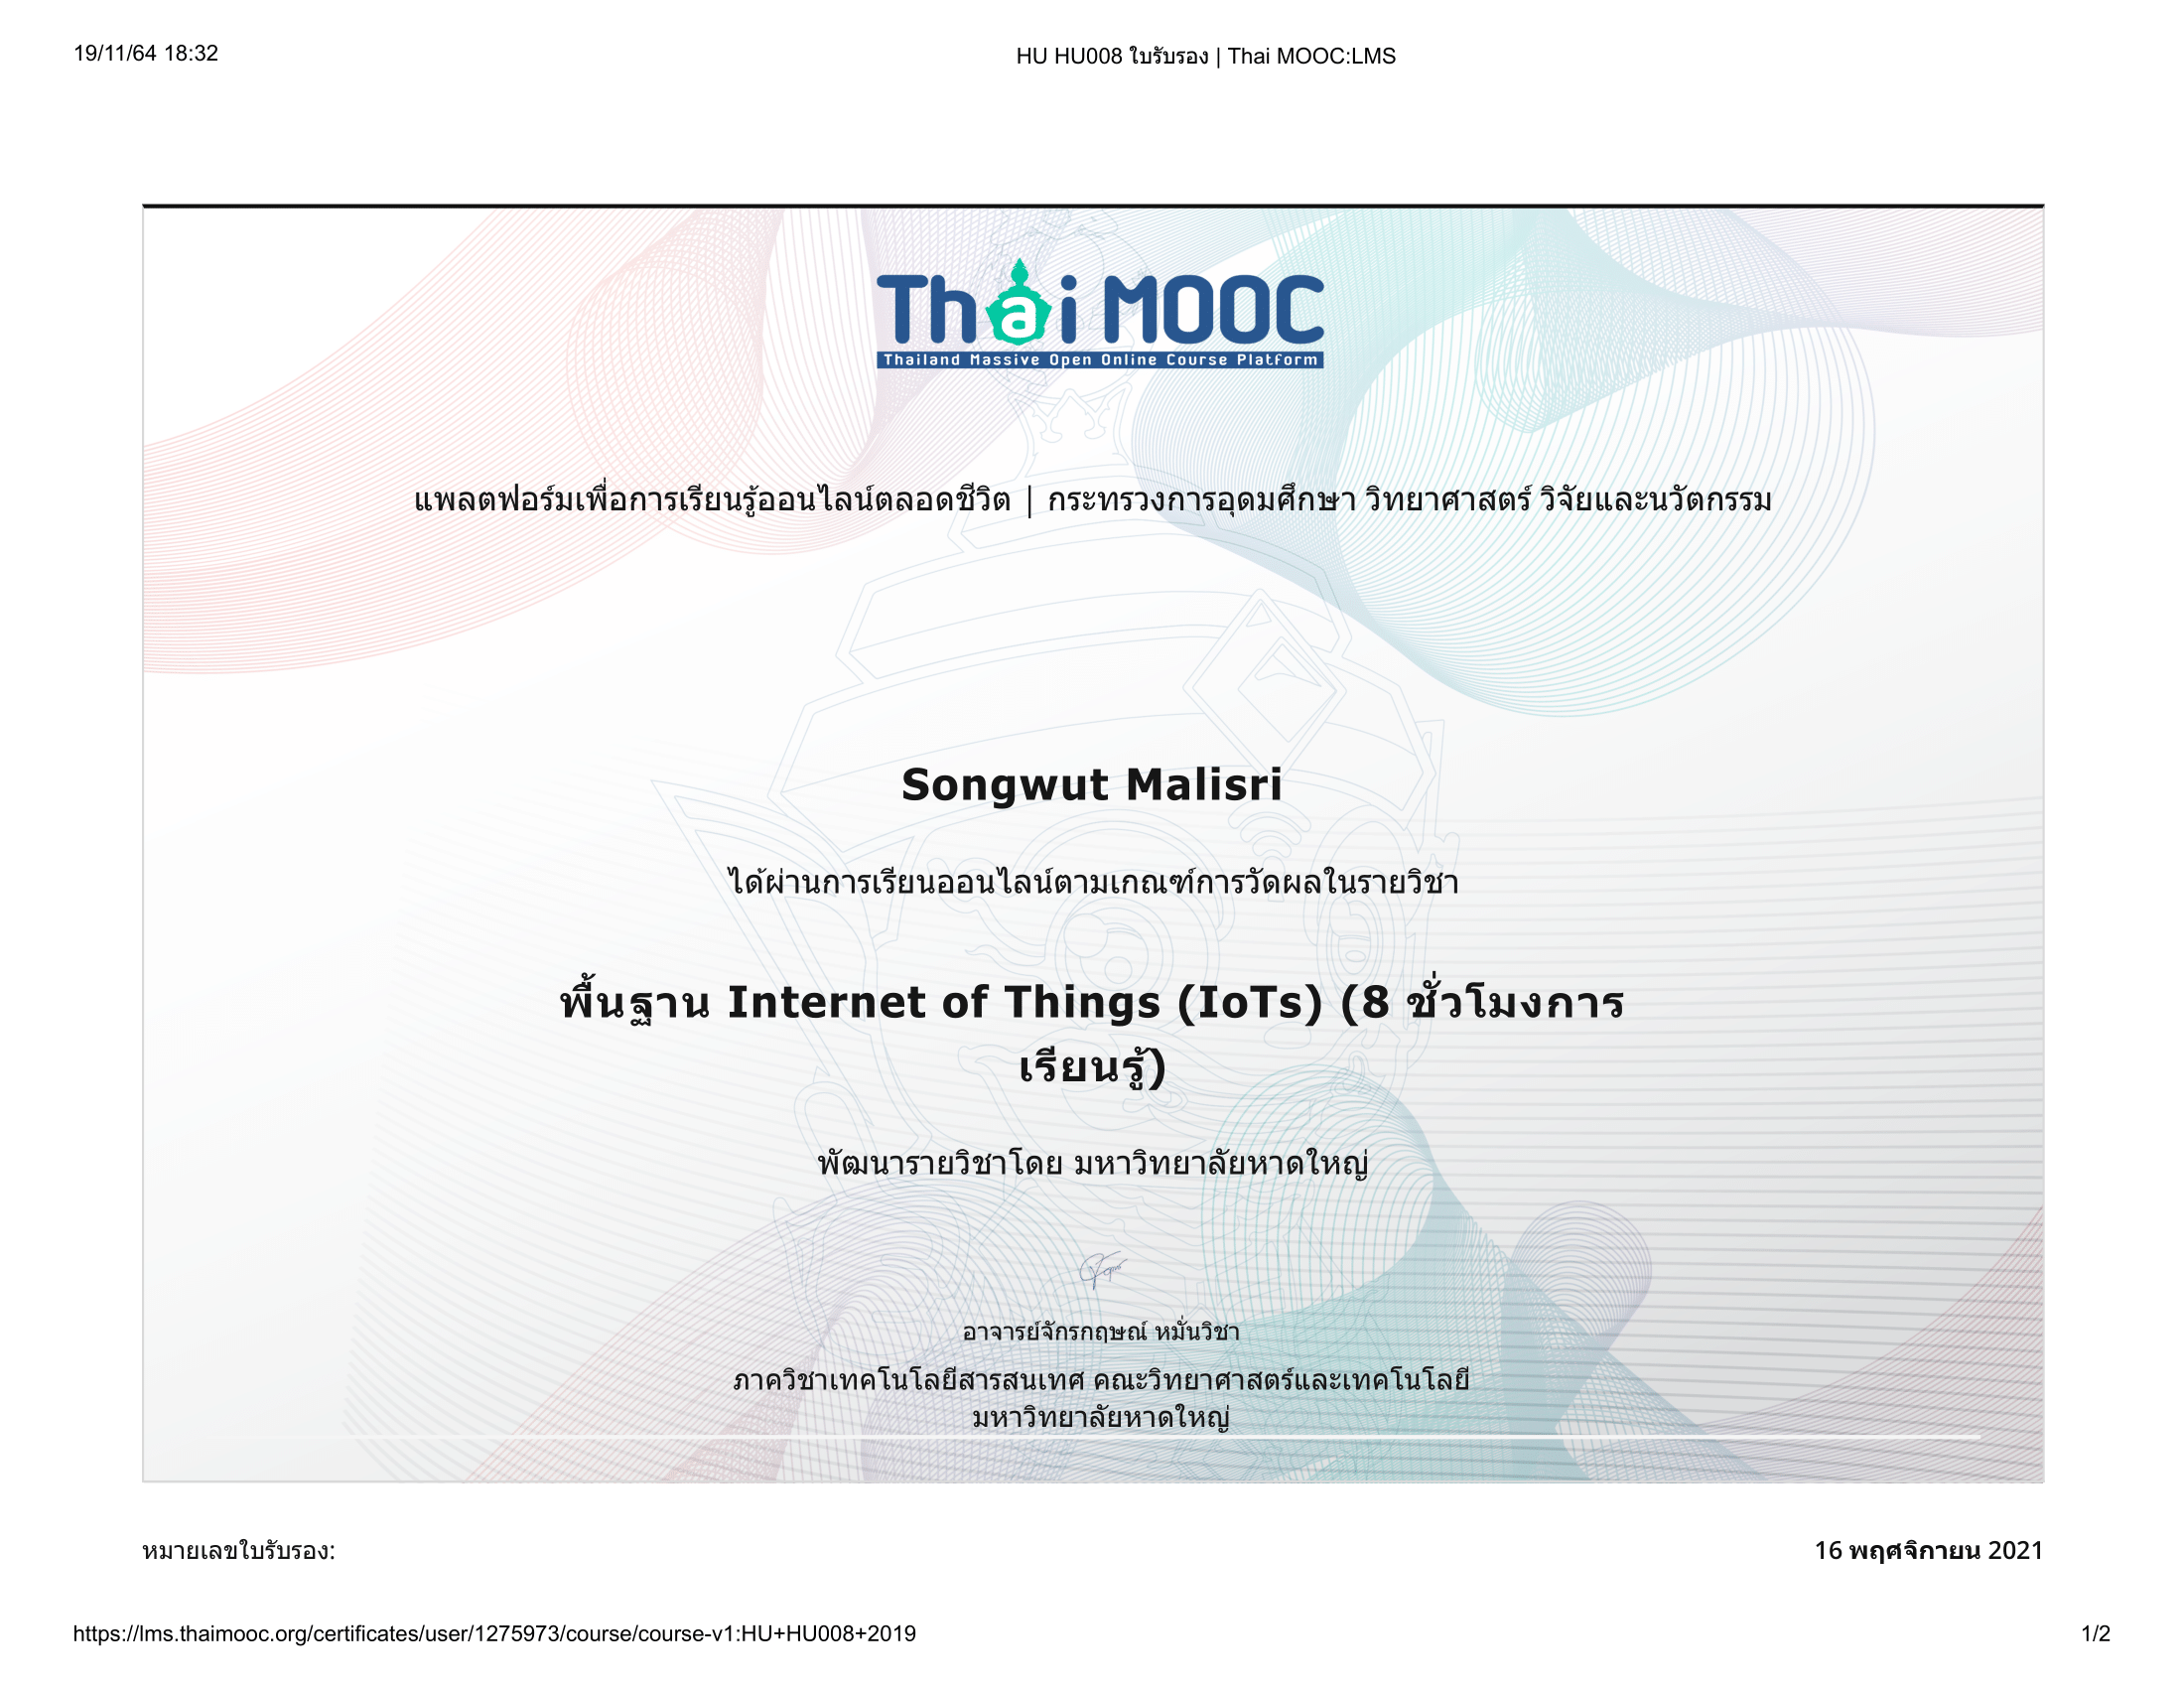 19/11/64 18:32
HU HU008 ใบรับรอง | Thai MOOC:LMS
Thai MOOC
Thailand Massive Open Online Course Platform
แพลตฟอร์มเพื่อการเรียนรู้ออนไลน์ตลอดชีวิต | กระทรวงการอุดมศึกษา วิทยาศาสตร์ วิจัยและนวัตกรรม
Songwut Malisri
ได้ผ่านการเรียนออนไลน์ตามเกณฑ์การวัดผลในรายวิชา
พื้นฐาน Internet of Things (IoTs) (8 ชั่วโมงการ
เรียนรู้)
พัฒนารายวิชาโดย มหาวิทยาลัยหาดใหญ่
อาจารย์จักรกฤษณ์ หมั่นวิชา
ภาควิชาเทคโนโลยีสารสนเทศ คณะวิทยาศาสตร์และเทคโนโลยี
มหาวิทยาลัยหาดใหญ่
หมายเลขใบรับรอง:
16 พฤศจิกายน 2021
https://lms.thaimooc.org/certificates/user/1275973/course/course-v1:HU+HU008+2019
1/2